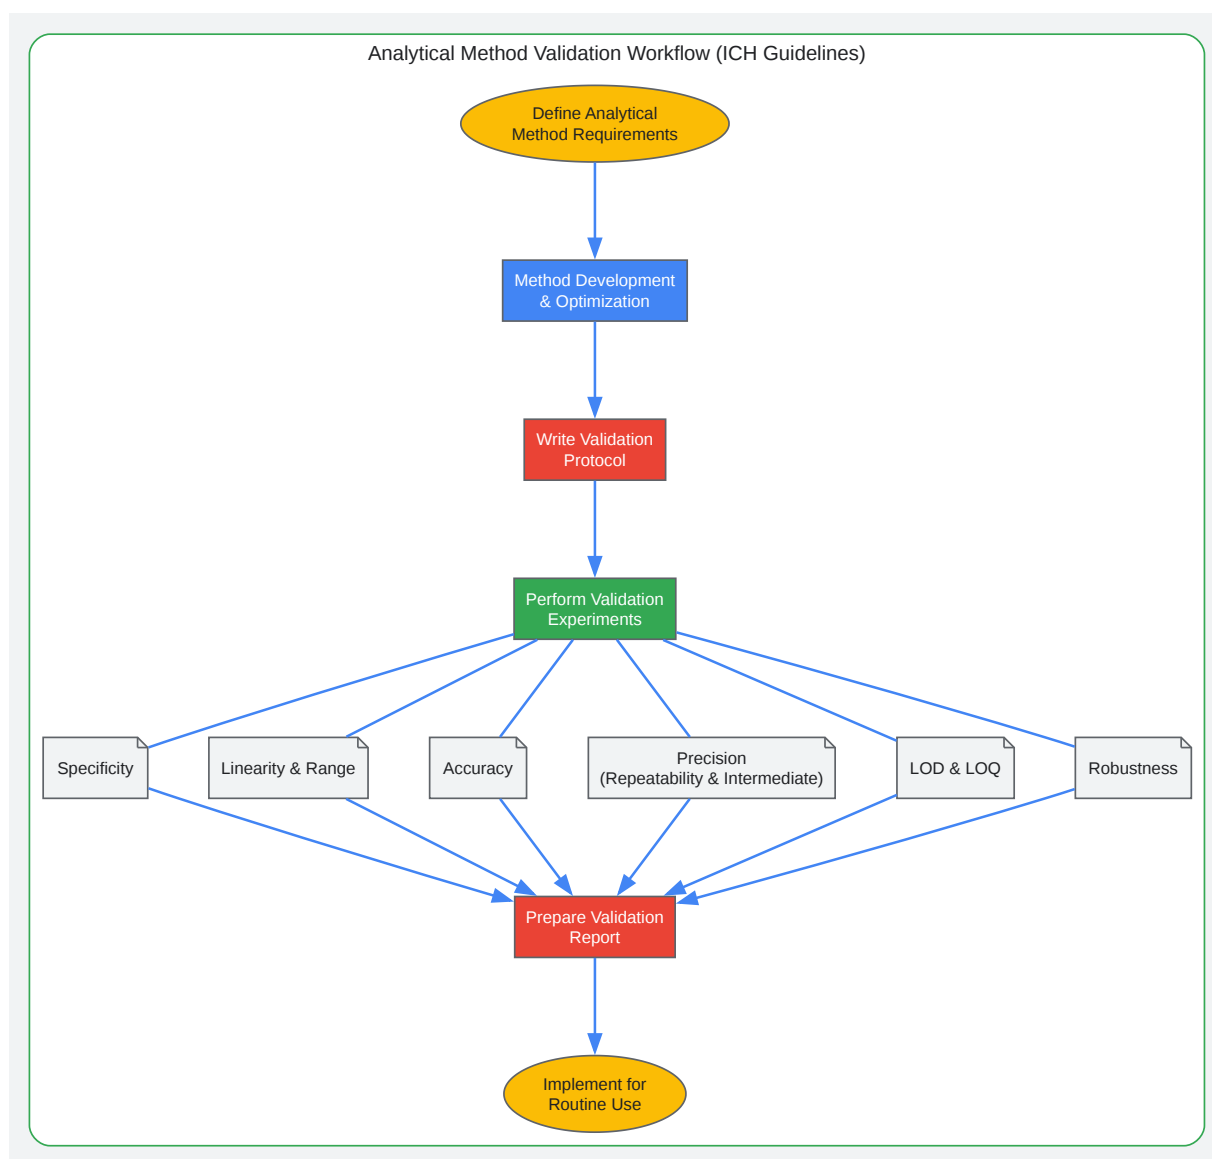 Analytical Method Validation Workflow (ICH Guidelines)
Define Analytical
Method Requirements
Method Development
& Optimization
Write Validation
Protocol
Perform Validation
Experiments
Specificity
Linearity & Range
Accuracy
Precision
(Repeatability & Intermediate)
LOD & LOQ
Robustness
Prepare Validation
Report
Implement for
Routine Use